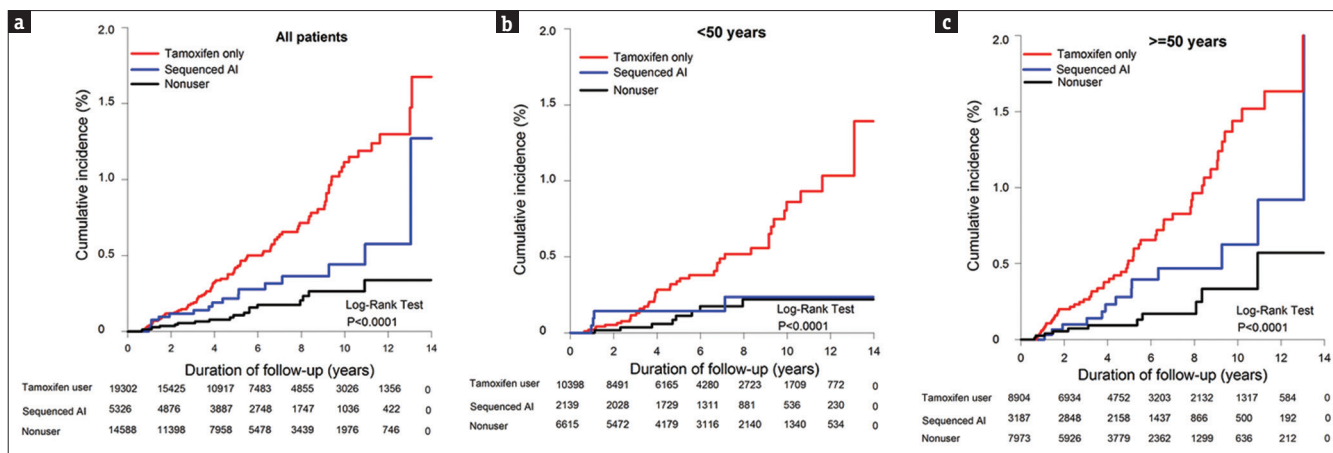 a
All patients
Tamoxifen only
Sequenced AI
Nonuser
Cumulative incidence (%)
2.0
1.5
1.0
0.5
0
Log-Rank Test
P<0.0001
0 2 4 6 8 10 12 14
Duration of follow-up (years)
Tamoxifen user 19302 15425 10917 7483 4855 3026 1356 0
Sequenced AI 5326 4876 3887 2748 1747 1036 422 0
Nonuser 14588 11398 7958 5478 3439 1976 746 0
b
<50 years
Tamoxifen only
Sequenced AI
Nonuser
Cumulative incidence (%)
2.0
1.5
1.0
0.5
0
Log-Rank Test
P<0.0001
0 2 4 6 8 10 12 14
Duration of follow-up (years)
Tamoxifen user 10398 8491 6165 4280 2723 1709 772 0
Sequenced AI 2139 2028 1729 1311 881 536 230 0
Nonuser 6615 5472 4179 3116 2140 1340 534 0
c
>=50 years
Tamoxifen only
Sequenced AI
Nonuser
Cumulative incidence (%)
2.0
1.5
1.0
0.5
0.0
Log-Rank Test
P<0.0001
0 2 4 6 8 10 12 14
Duration of follow-up (years)
Tamoxifen user 8904 6934 4752 3203 2132 1317 584 0
Sequenced AI 3187 2848 2158 1437 866 500 192 0
Nonuser 7973 5926 3779 2362 1299 636 212 0